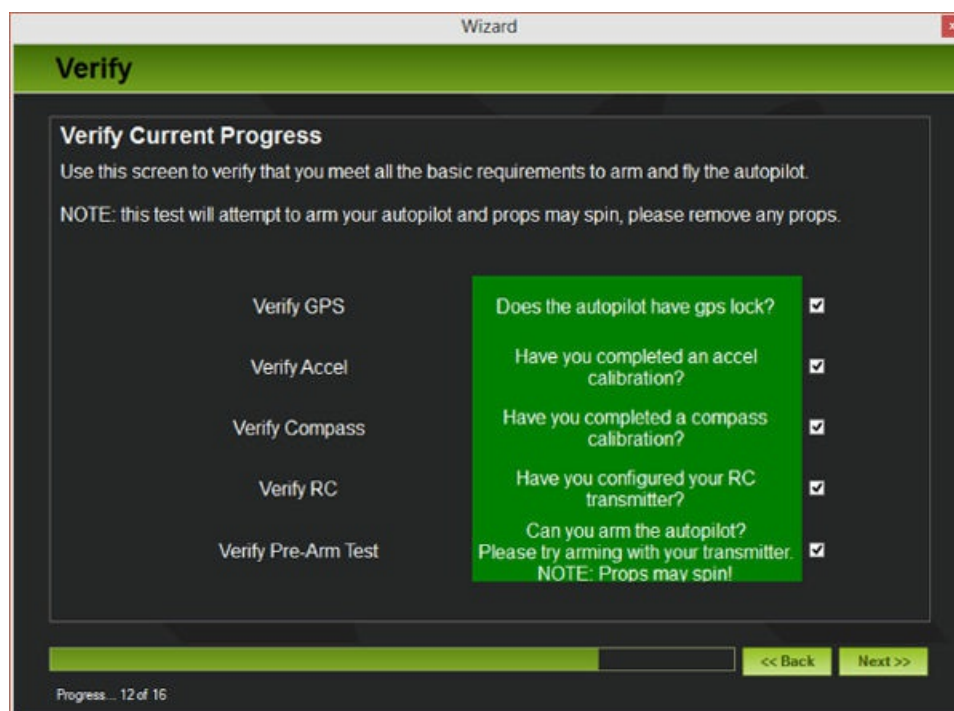 Wizard
x
Verify
Verify Current Progress
Use this screen to verify that you meet all the basic requirements to arm and fly the autopilot.
NOTE: this test will attempt to arm your autopilot and props may spin, please remove any props.
Verify GPS
Does the autopilot have gps lock?
Verify Accel
Have you completed an accel
calibration?
Verify Compass
Have you completed a compass
calibration?
Verify RC
Have you configured your RC
transmitter?
Verify Pre-Arm Test
Can you arm the autopilot?
Please try arming with your transmitter.
NOTE: Props may spin!
<< Back
Next >>
Progress... 12 of 16